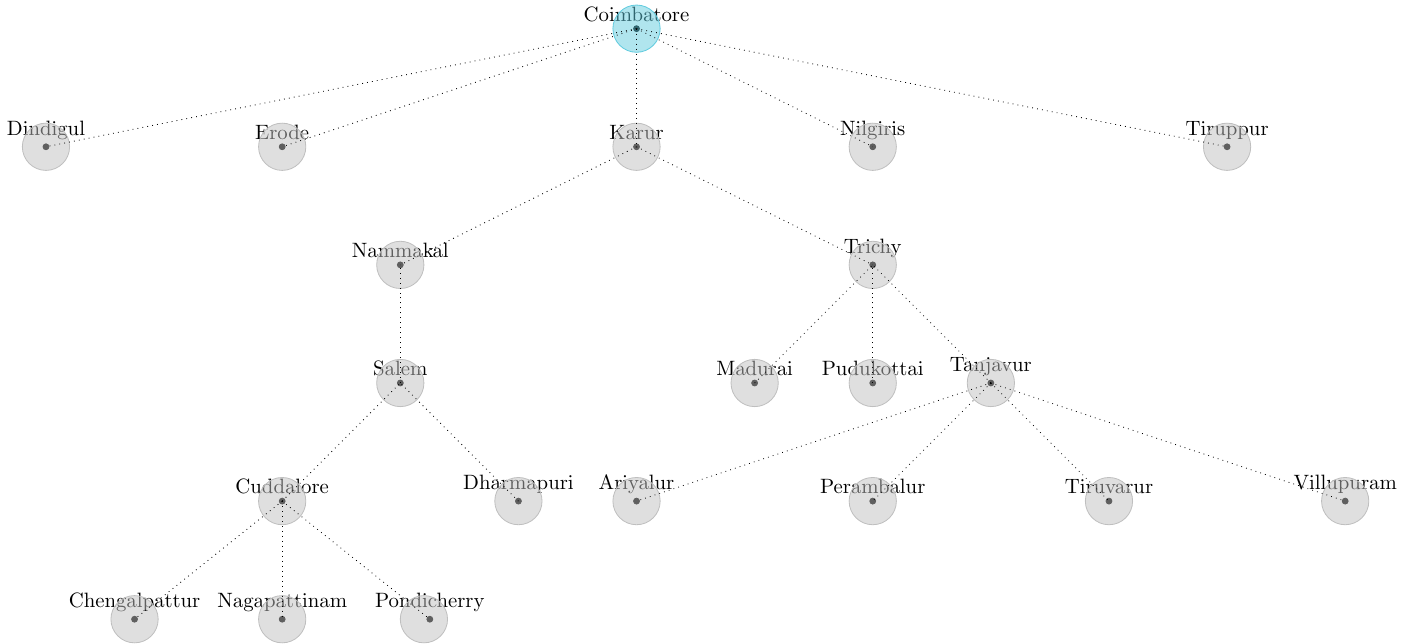 Coimbatore
Dindigul
Erode
Karur
Nilgiris
Tiruppur
Nammakal
Trichy
Salem
Madurai
Pudukottai
Tanjavur
Cuddalore
Dharmapuri
Ariyalur
Perambalur
Tiruvarur
Villupuram
Chengalpattur
Nagapattinam
Pondicherry